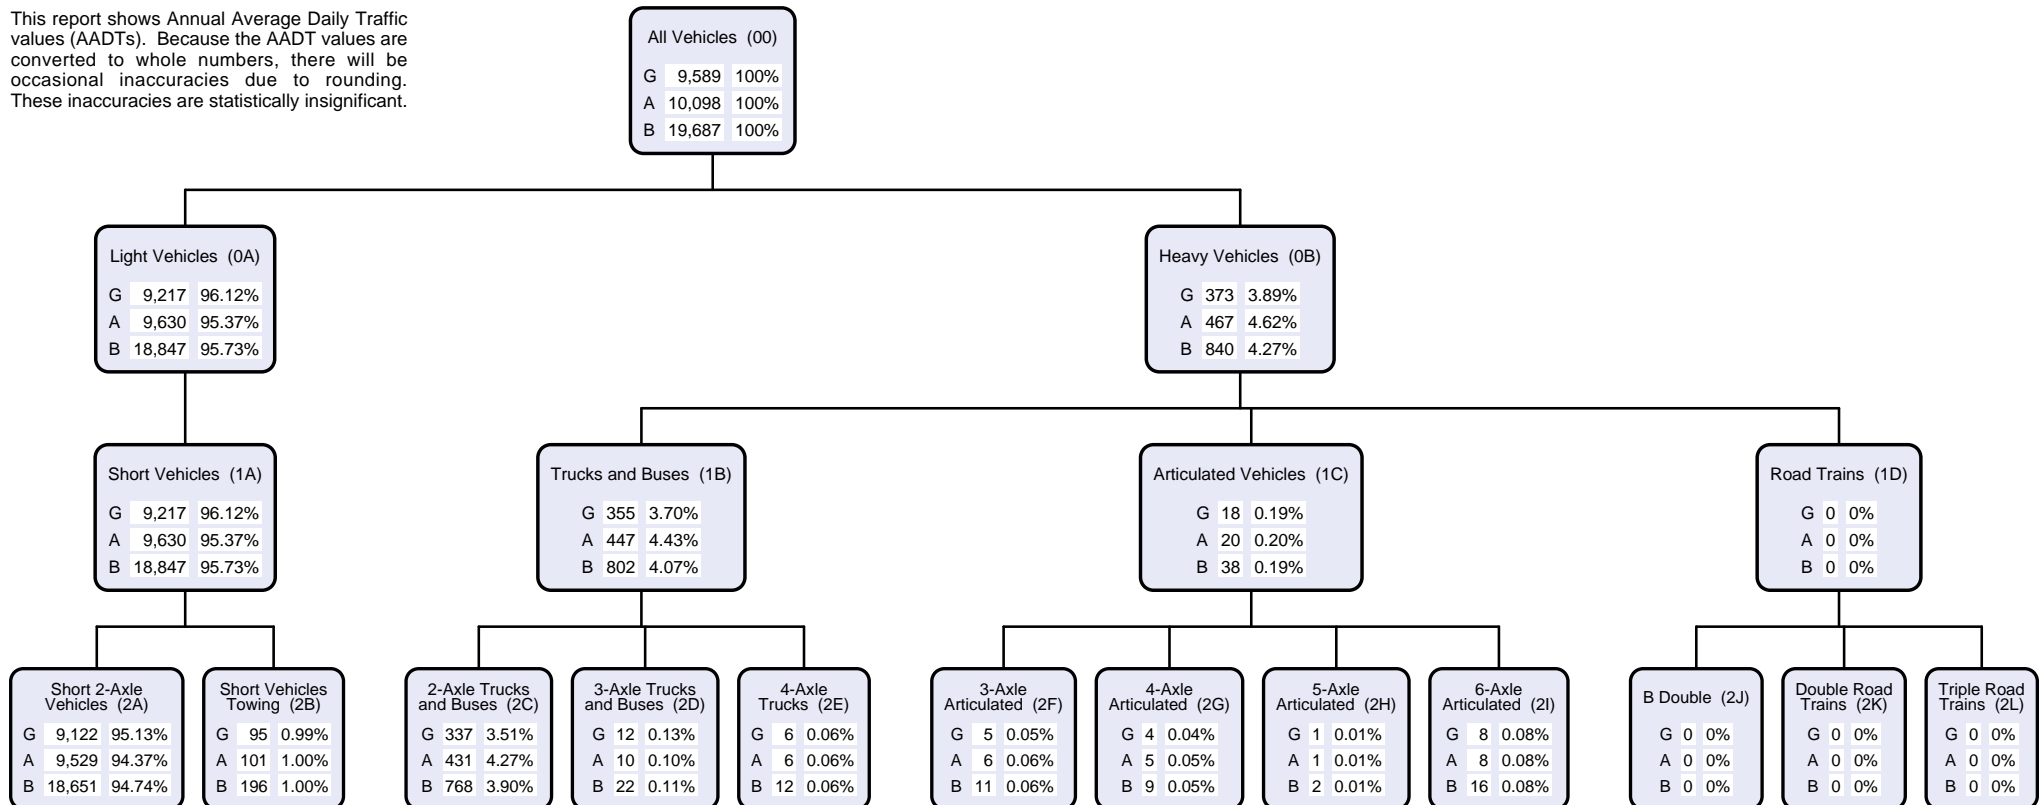 This report shows Annual Average Daily Traffic
values (AADTs). Because the AADT values are
converted to whole numbers, there will be
occasional inaccuracies due to rounding.
These inaccuracies are statistically insignificant.
All Vehicles (00)
G 9,589 100%
A 10,098 100%
B 19,687 100%
Light Vehicles (0A)
G 9,217 96.12%
A 9,630 95.37%
B 18,847 95.73%
Heavy Vehicles (0B)
G 373 3.89%
A 467 4.62%
B 840 4.27%
Short Vehicles (1A)
G 9,217 96.12%
A 9,630 95.37%
B 18,847 95.73%
Trucks and Buses (1B)
G 355 3.70%
A 447 4.43%
B 802 4.07%
Articulated Vehicles (1C)
G 18 0.19%
A 20 0.20%
B 38 0.19%
Road Trains (1D)
G 0 0%
A 0 0%
B 0 0%
Short 2-Axle
Vehicles (2A)
G 9,122 95.13%
A 9,529 94.37%
B 18,651 94.74%
Short Vehicles
Towing (2B)
G 95 0.99%
A 101 1.00%
B 196 1.00%
2-Axle Trucks
and Buses (2C)
G 337 3.51%
A 431 4.27%
B 768 3.90%
3-Axle Trucks
and Buses (2D)
G 12 0.13%
A 10 0.10%
B 22 0.11%
4-Axle
Trucks (2E)
G 6 0.06%
A 6 0.06%
B 12 0.06%
3-Axle
Articulated (2F)
G 5 0.05%
A 6 0.06%
B 11 0.06%
4-Axle
Articulated (2G)
G 4 0.04%
A 5 0.05%
B 9 0.05%
5-Axle
Articulated (2H)
G 1 0.01%
A 1 0.01%
B 2 0.01%
6-Axle
Articulated (2I)
G 8 0.08%
A 8 0.08%
B 16 0.08%
B Double (2J)
G 0 0%
A 0 0%
B 0 0%
Double Road
Trains (2K)
G 0 0%
A 0 0%
B 0 0%
Triple Road
Trains (2L)
G 0 0%
A 0 0%
B 0 0%